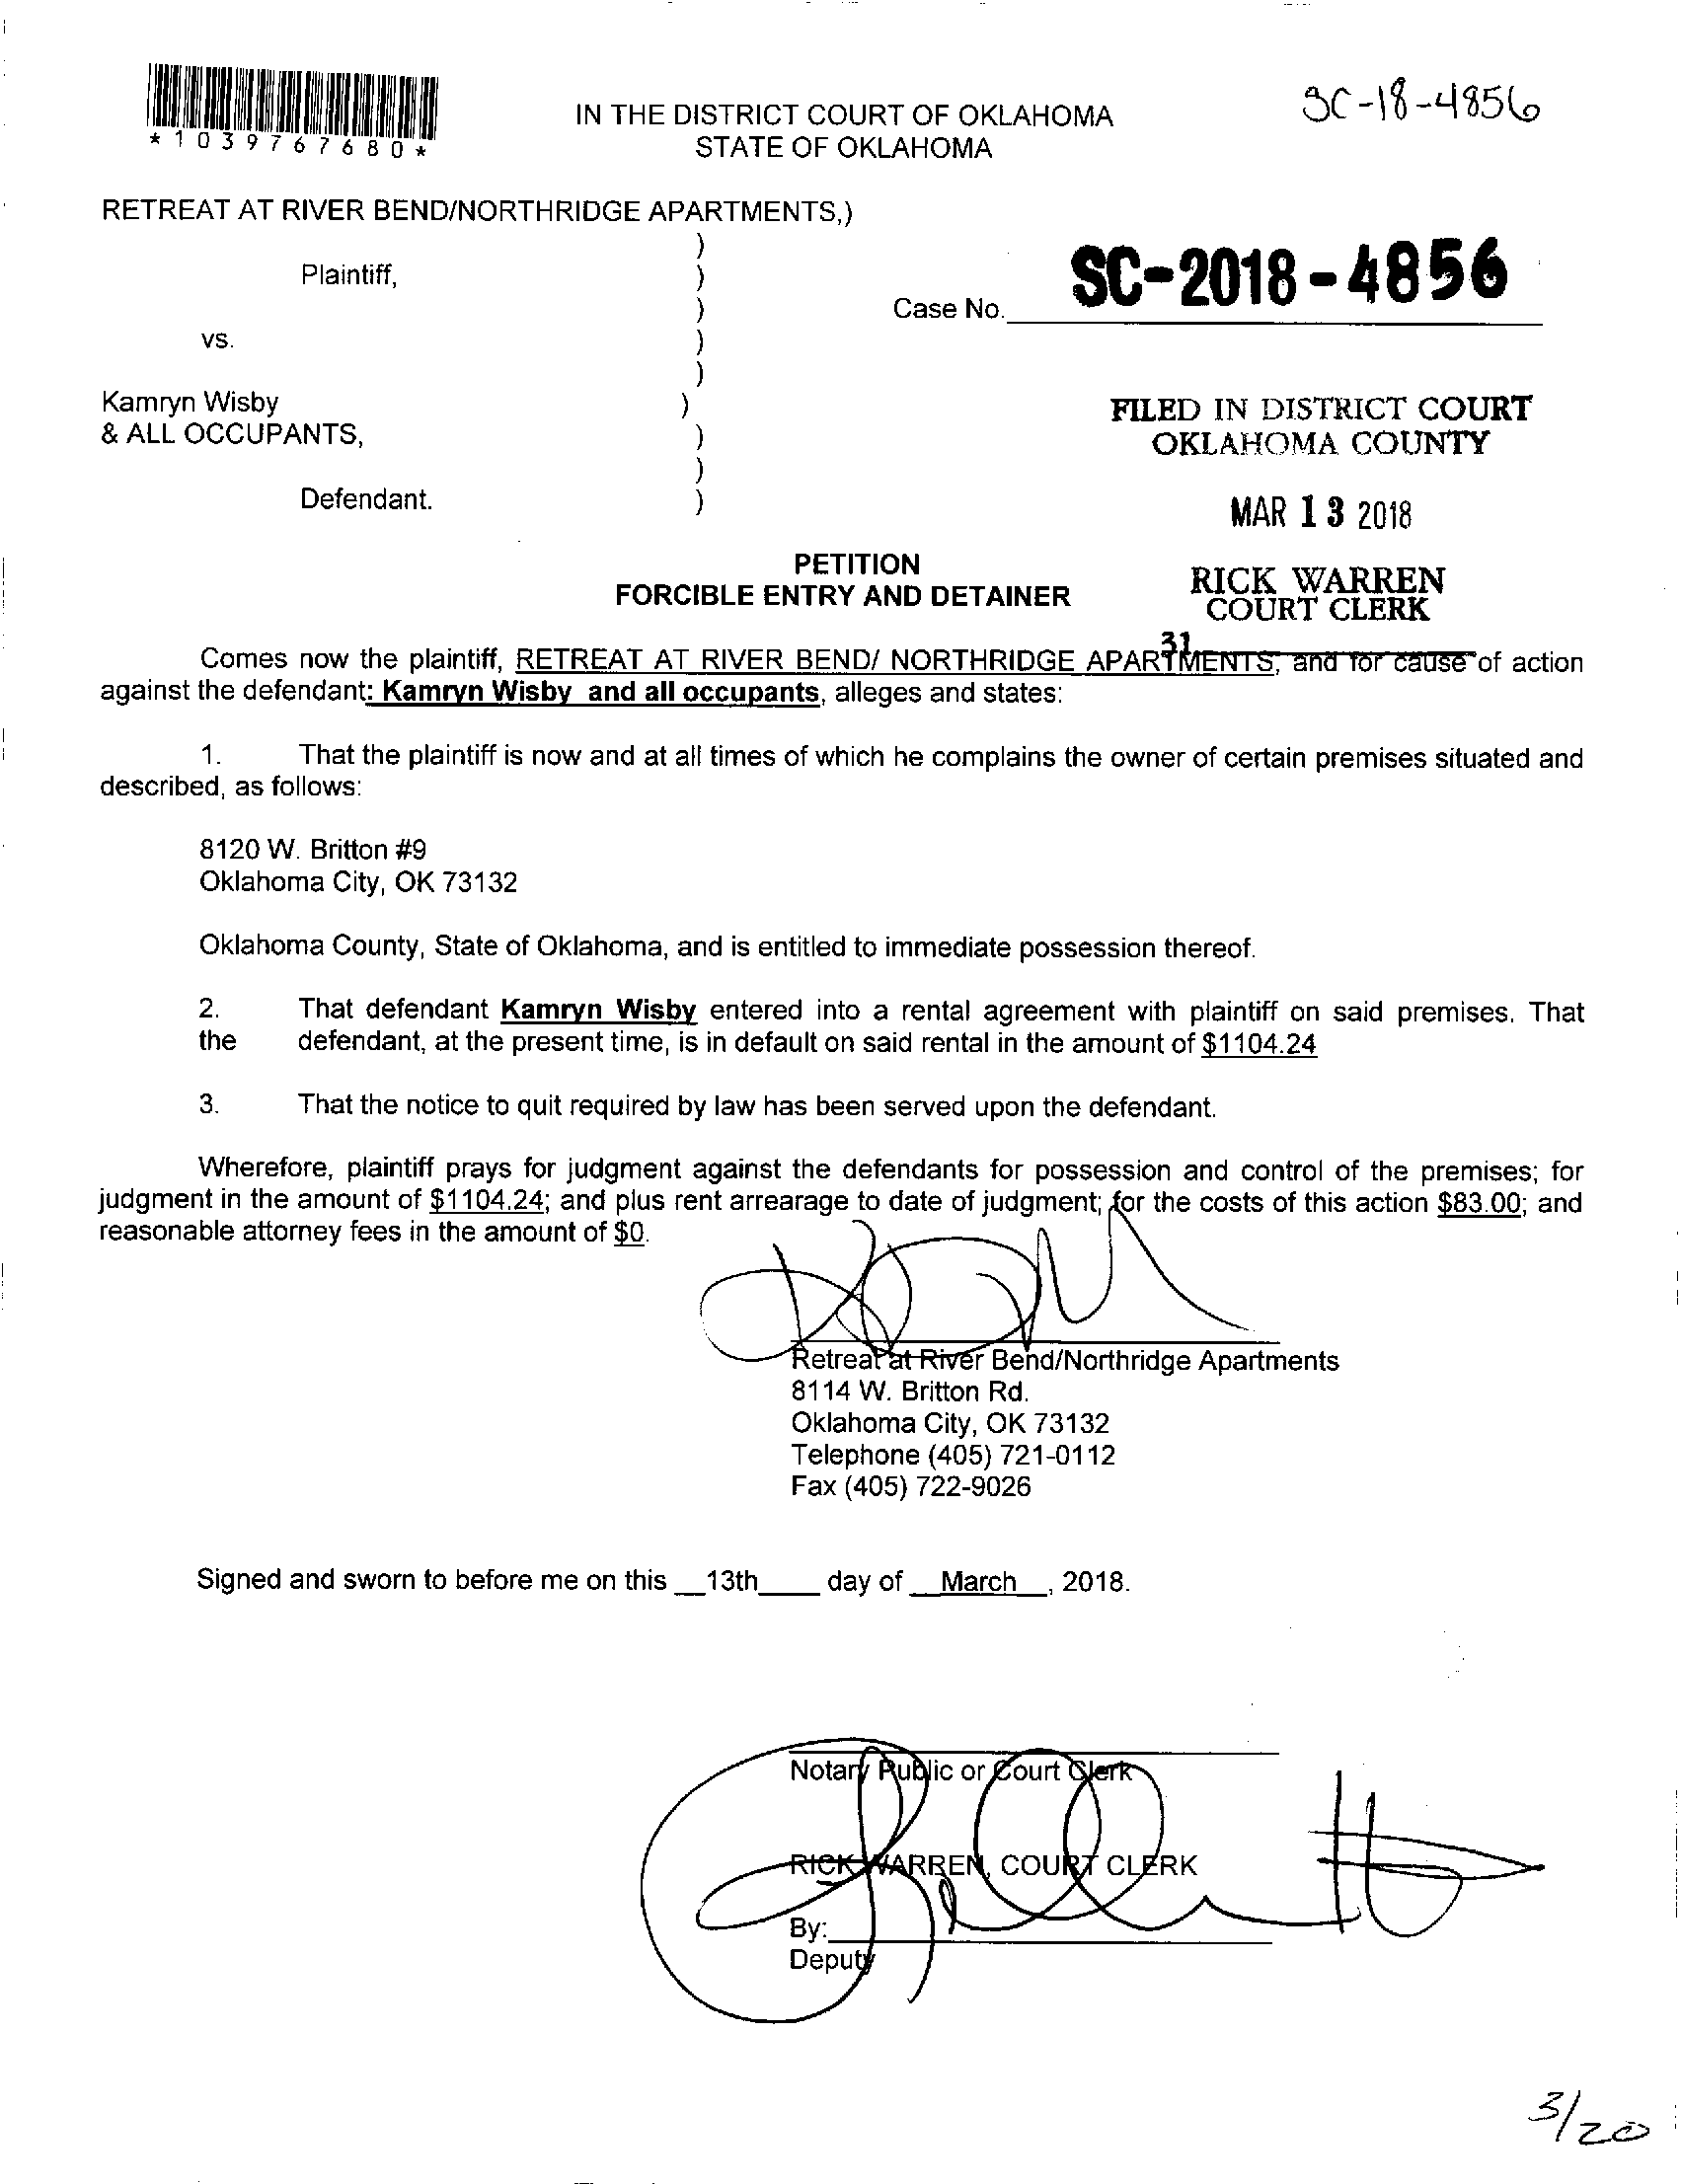 *1039767680*
SC-18-4856
IN THE DISTRICT COURT OF OKLAHOMA
STATE OF OKLAHOMA
RETREAT AT RIVER BEND/NORTHRIDGE APARTMENTS,)
)
Plaintiff, )
Case No. SC-2018-4856
)
vs. )
)
Kamryn Wisby )
& ALL OCCUPANTS, )
)
Defendant. )
FILED IN DISTRICT COURT
OKLAHOMA COUNTY
MAR 13 2018
RICK WARREN
COURT CLERK
31
PETITION
FORCIBLE ENTRY AND DETAINER
Comes now the plaintiff, RETREAT AT RIVER BEND/ NORTHRIDGE APARTMENTS, and for cause of action
against the defendant: Kamryn Wisby and all occupants, alleges and states:
1. That the plaintiff is now and at all times of which he complains the owner of certain premises situated and
described, as follows:
8120 W. Britton #9
Oklahoma City, OK 73132
Oklahoma County, State of Oklahoma, and is entitled to immediate possession thereof.
2. That defendant Kamryn Wisby entered into a rental agreement with plaintiff on said premises. That
the defendant, at the present time, is in default on said rental in the amount of $1104.24
3. That the notice to quit required by law has been served upon the defendant.
Wherefore, plaintiff prays for judgment against the defendants for possession and control of the premises; for
judgment in the amount of $1104.24; and plus rent arrearage to date of judgment; for the costs of this action $83.00; and
reasonable attorney fees in the amount of $0.
Retreat at River Bend/Northridge Apartments
8114 W. Britton Rd.
Oklahoma City, OK 73132
Telephone (405) 721-0112
Fax (405) 722-9026
Signed and sworn to before me on this __13th____ day of __March__, 2018.
Notary Public or Court Clerk
RICK WARREN, COURT CLERK
By:
Deputy
3/20